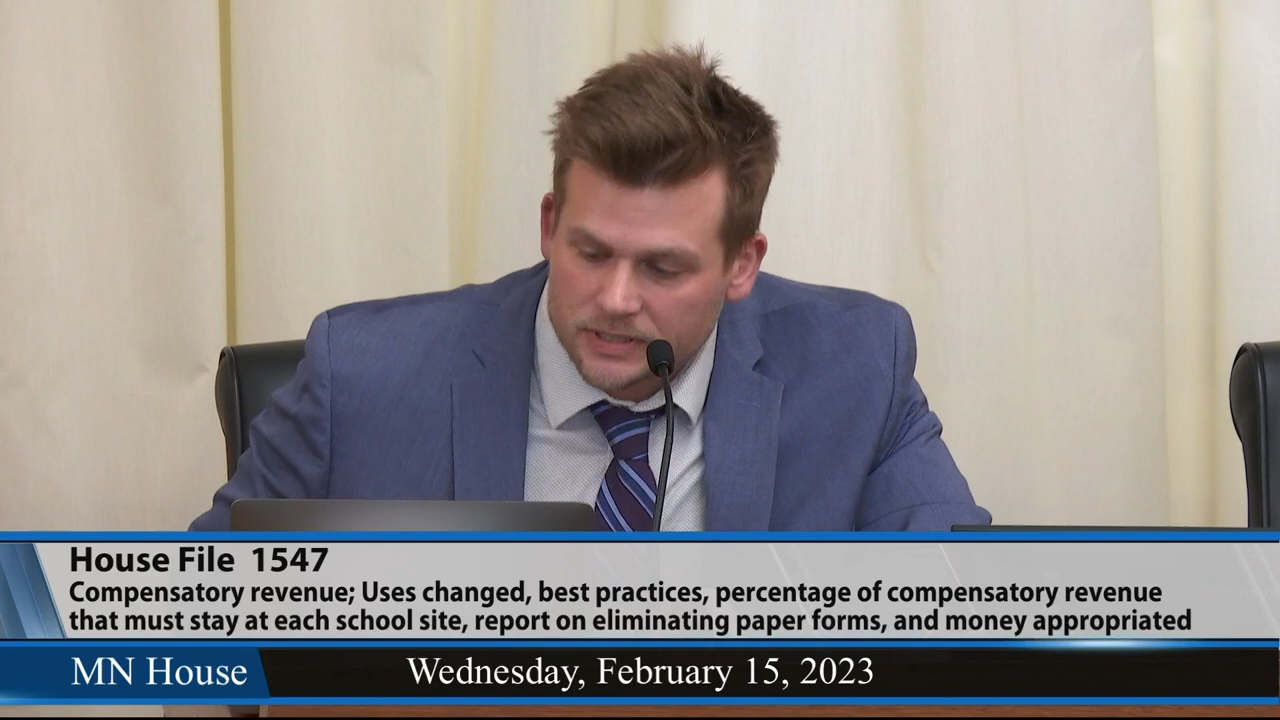 House File 1547
Compensatory revenue; Uses changed, best practices, percentage of compensatory revenue
that must stay at each school site, report on eliminating paper forms, and money appropriated
MN House
Wednesday, February 15, 2023